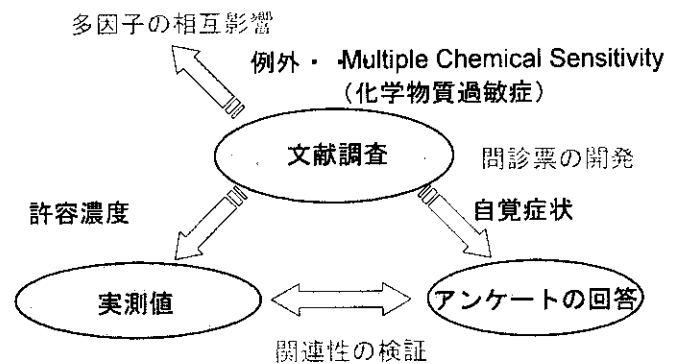 多因子の相互影響
例外・・Multiple Chemical Sensitivity
（化学物質過敏症）
文献調査
問診票の開発
許容濃度
自覚症状
実測値
アンケートの回答
関連性の検証